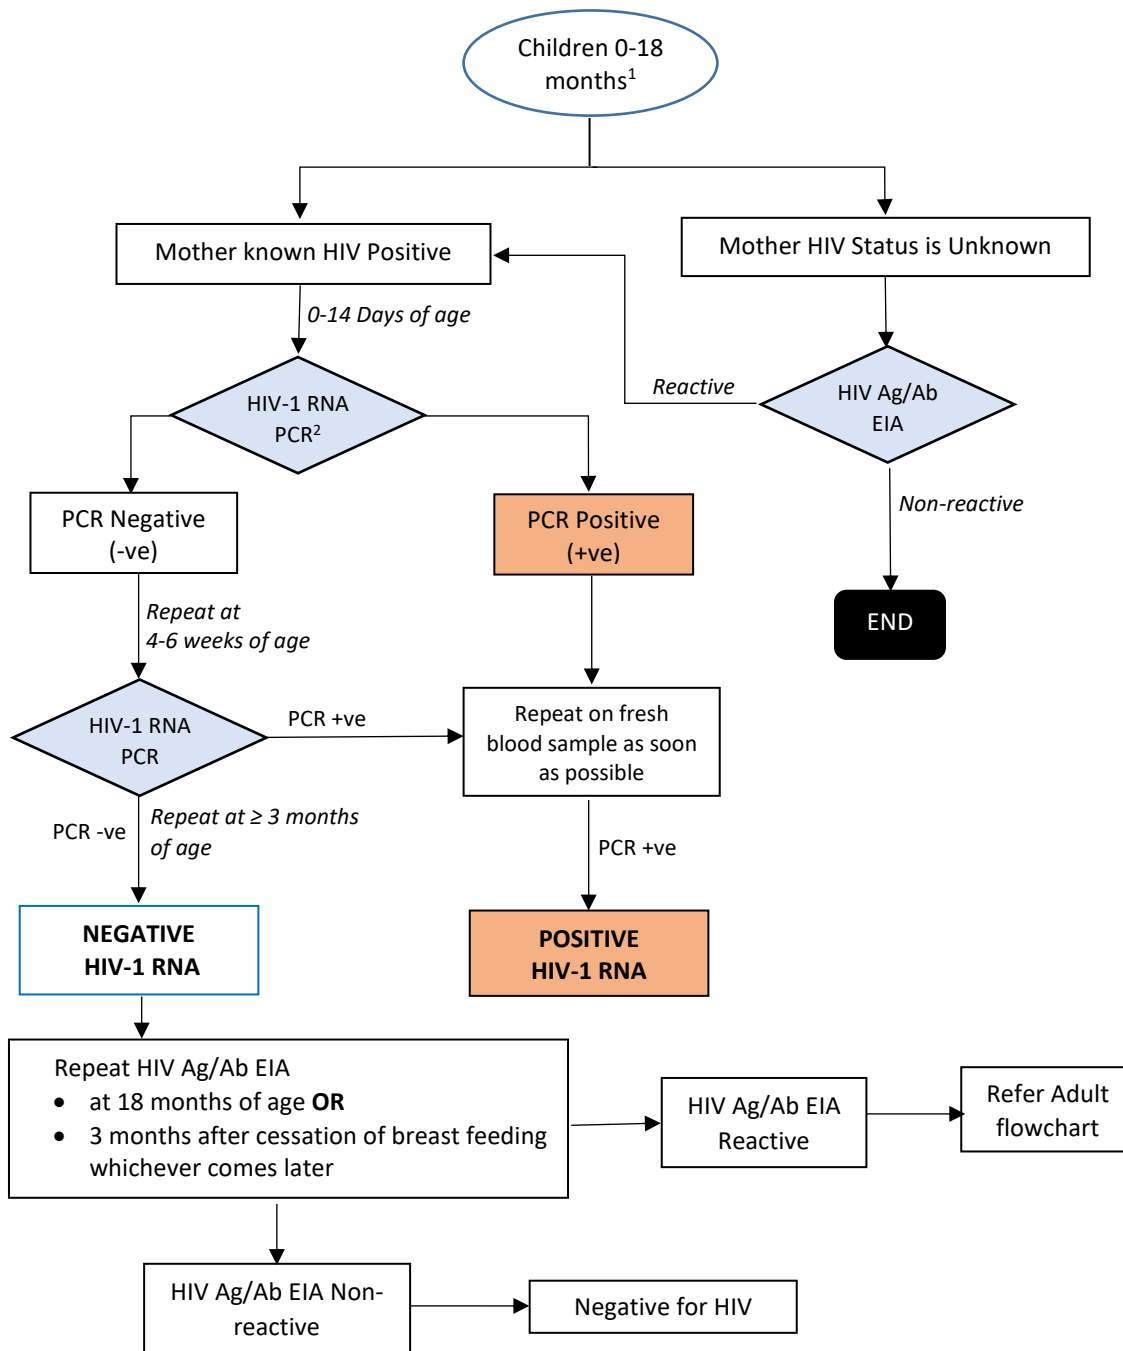 Children 0-18
months¹
Mother known HIV Positive
Mother HIV Status is Unknown
0-14 Days of age
Reactive
HIV-1 RNA
PCR²
HIV Ag/Ab
EIA
PCR Negative
(-ve)
PCR Positive
(+ve)
Non-reactive
END
Repeat at
4-6 weeks of age
HIV-1 RNA
PCR
PCR +ve
Repeat on fresh
blood sample as soon
as possible
PCR -ve
Repeat at ≥ 3 months
of age
PCR +ve
NEGATIVE
HIV-1 RNA
POSITIVE
HIV-1 RNA
Repeat HIV Ag/Ab EIA
• at 18 months of age OR
• 3 months after cessation of breast feeding
whichever comes later
HIV Ag/Ab EIA
Reactive
Refer Adult
flowchart
HIV Ag/Ab EIA Non-
reactive
Negative for HIV